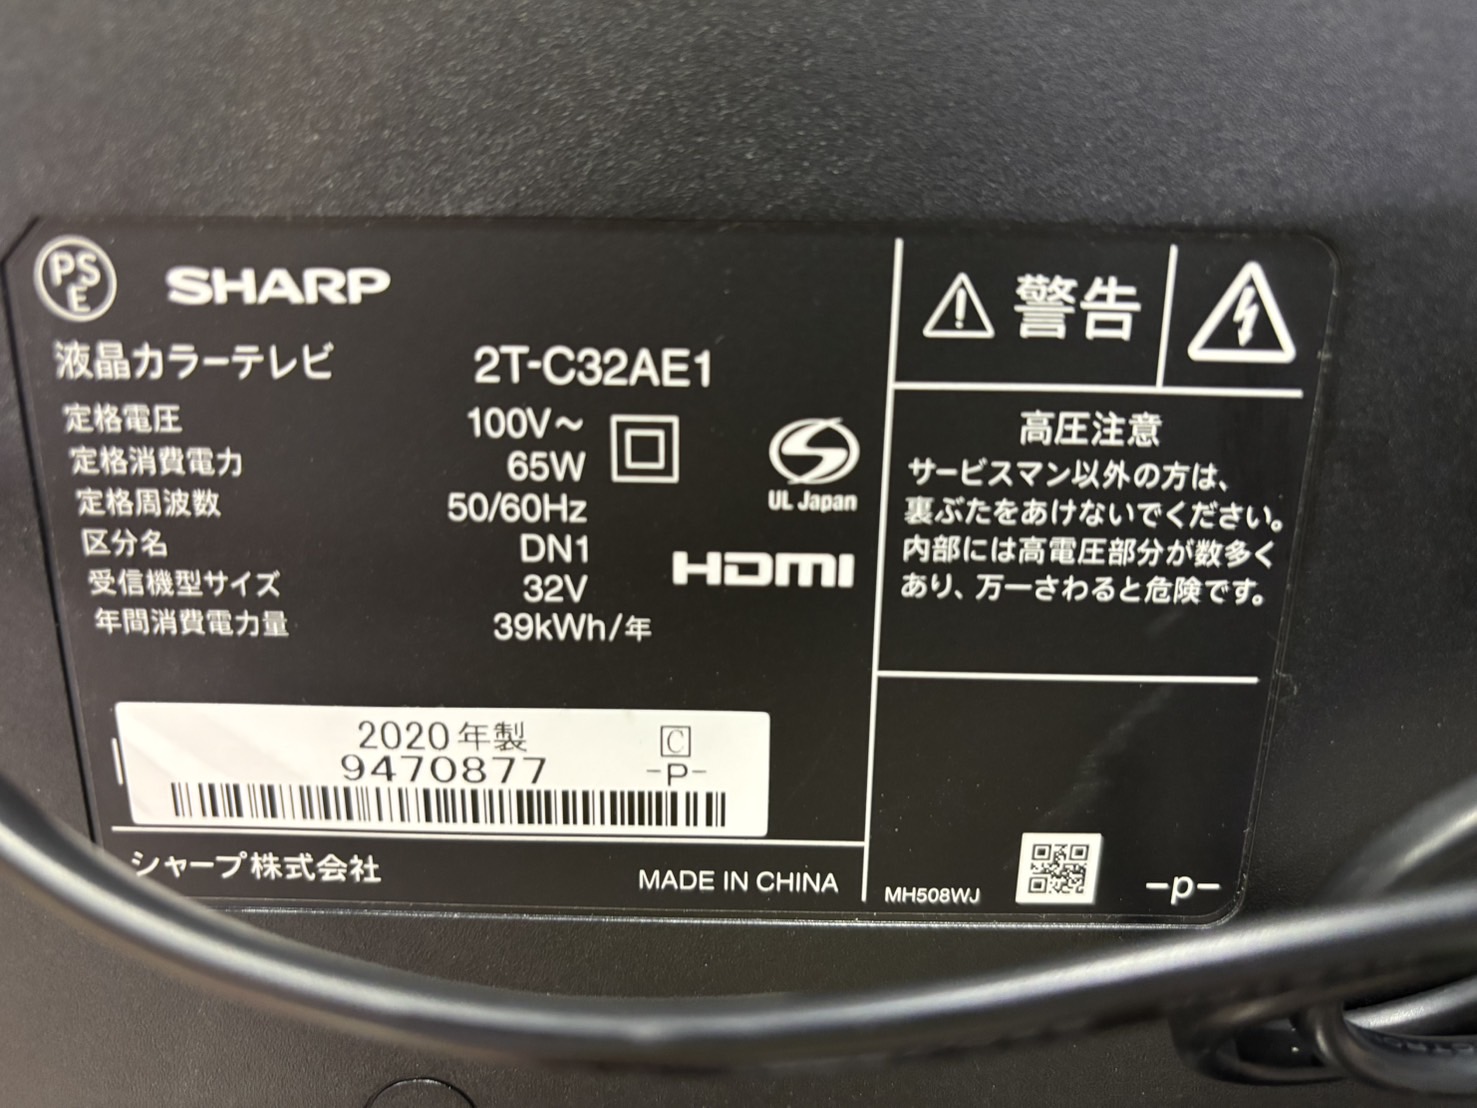 PSE
SHARP
液晶カラーテレビ 2T-C32AE1
定格電圧 100V~
定格消費電力 65W
定格周波数 50/60Hz
区分名 DN1
受信機型サイズ 32V
年間消費電力量 39kWh/年
S
UL Japan
HDMI
2020年製 C
9470877 -P-
シャープ株式会社 MADE IN CHINA
警告
高圧注意
サービスマン以外の方は、
裏ぶたをあけないでください。
内部には高電圧部分が数多く
あり、万一さわると危険です。
MH508WJ -p-